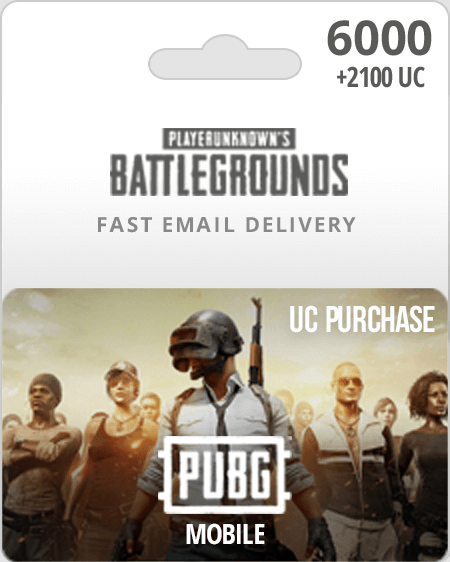 6000
+2100 UC
PLAYERUNKNOWN'S
BATTLEGROUNDS
FAST EMAIL DELIVERY
UC PURCHASE
PUBG
MOBILE